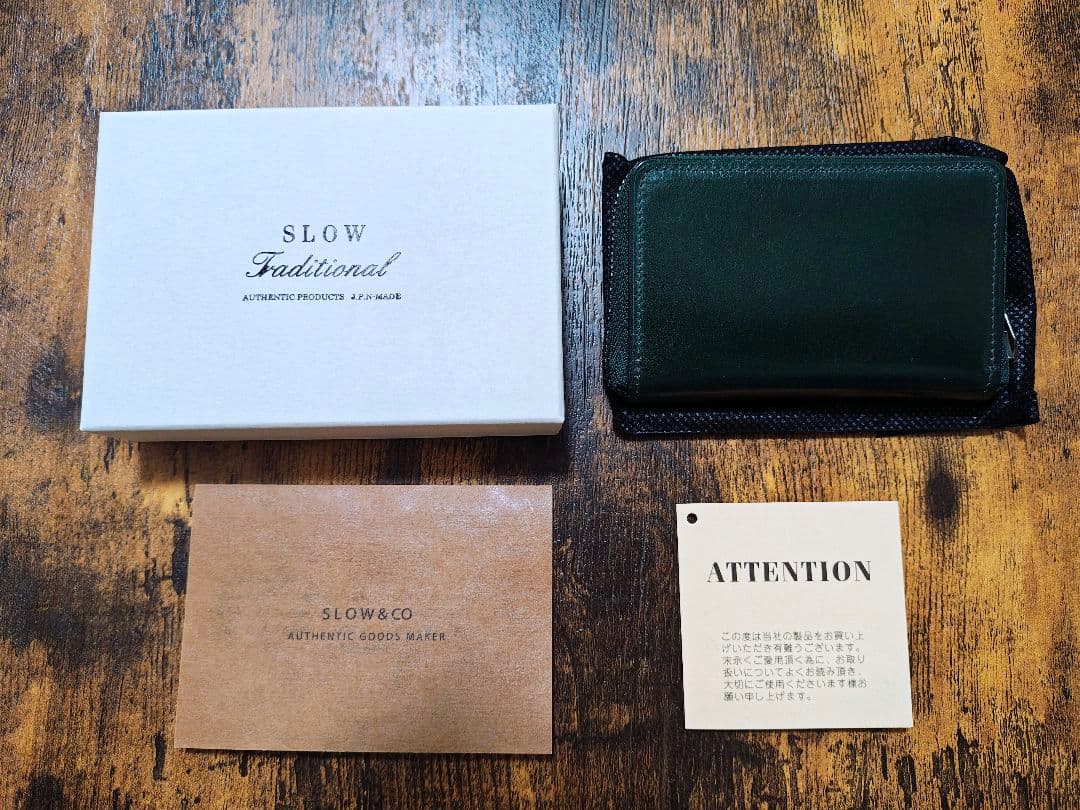 SLOW
Traditional
AUTHENTIC PRODUCTS J.P.N-MADE
SLOW&CO
AUTHENTIC GOODS MAKER
ATTENTION
この度は当社の製品をお買い上
げいただき有難うございます。
末永くご愛用頂く為に、お取り
扱いについてよくお読み頂き、
大切にご使用くださいます様お
願い申し上げます。